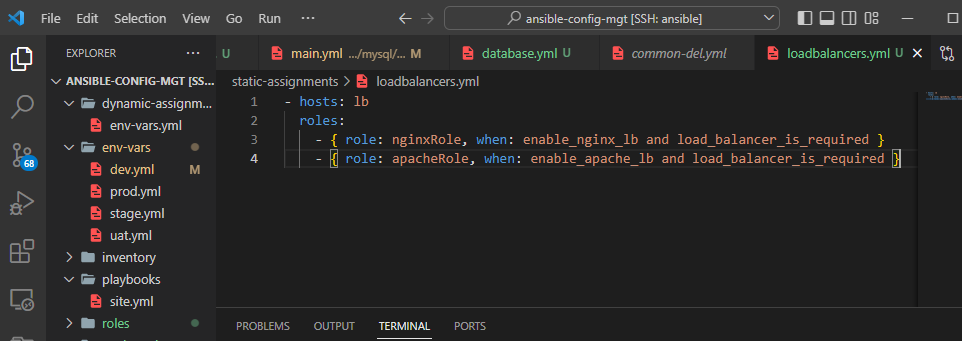 File Edit Selection View Go Run ··· ansible-config-mgt [SSH: ansible]
EXPLORER ··· U main.yml .../mysql/... M database.yml U common-del.yml loadbalancers.yml U
ANSIBLE-CONFIG-MGT [SS...
dynamic-assignm...
env-vars.yml
env-vars
dev.yml M
prod.yml
stage.yml
uat.yml
inventory
playbooks
site.yml
roles
68
static-assignments > loadbalancers.yml
1 - hosts: lb
2 roles:
3 - { role: nginxRole, when: enable_nginx_lb and load_balancer_is_required }
4 - { role: apacheRole, when: enable_apache_lb and load_balancer_is_required }
PROBLEMS OUTPUT TERMINAL PORTS